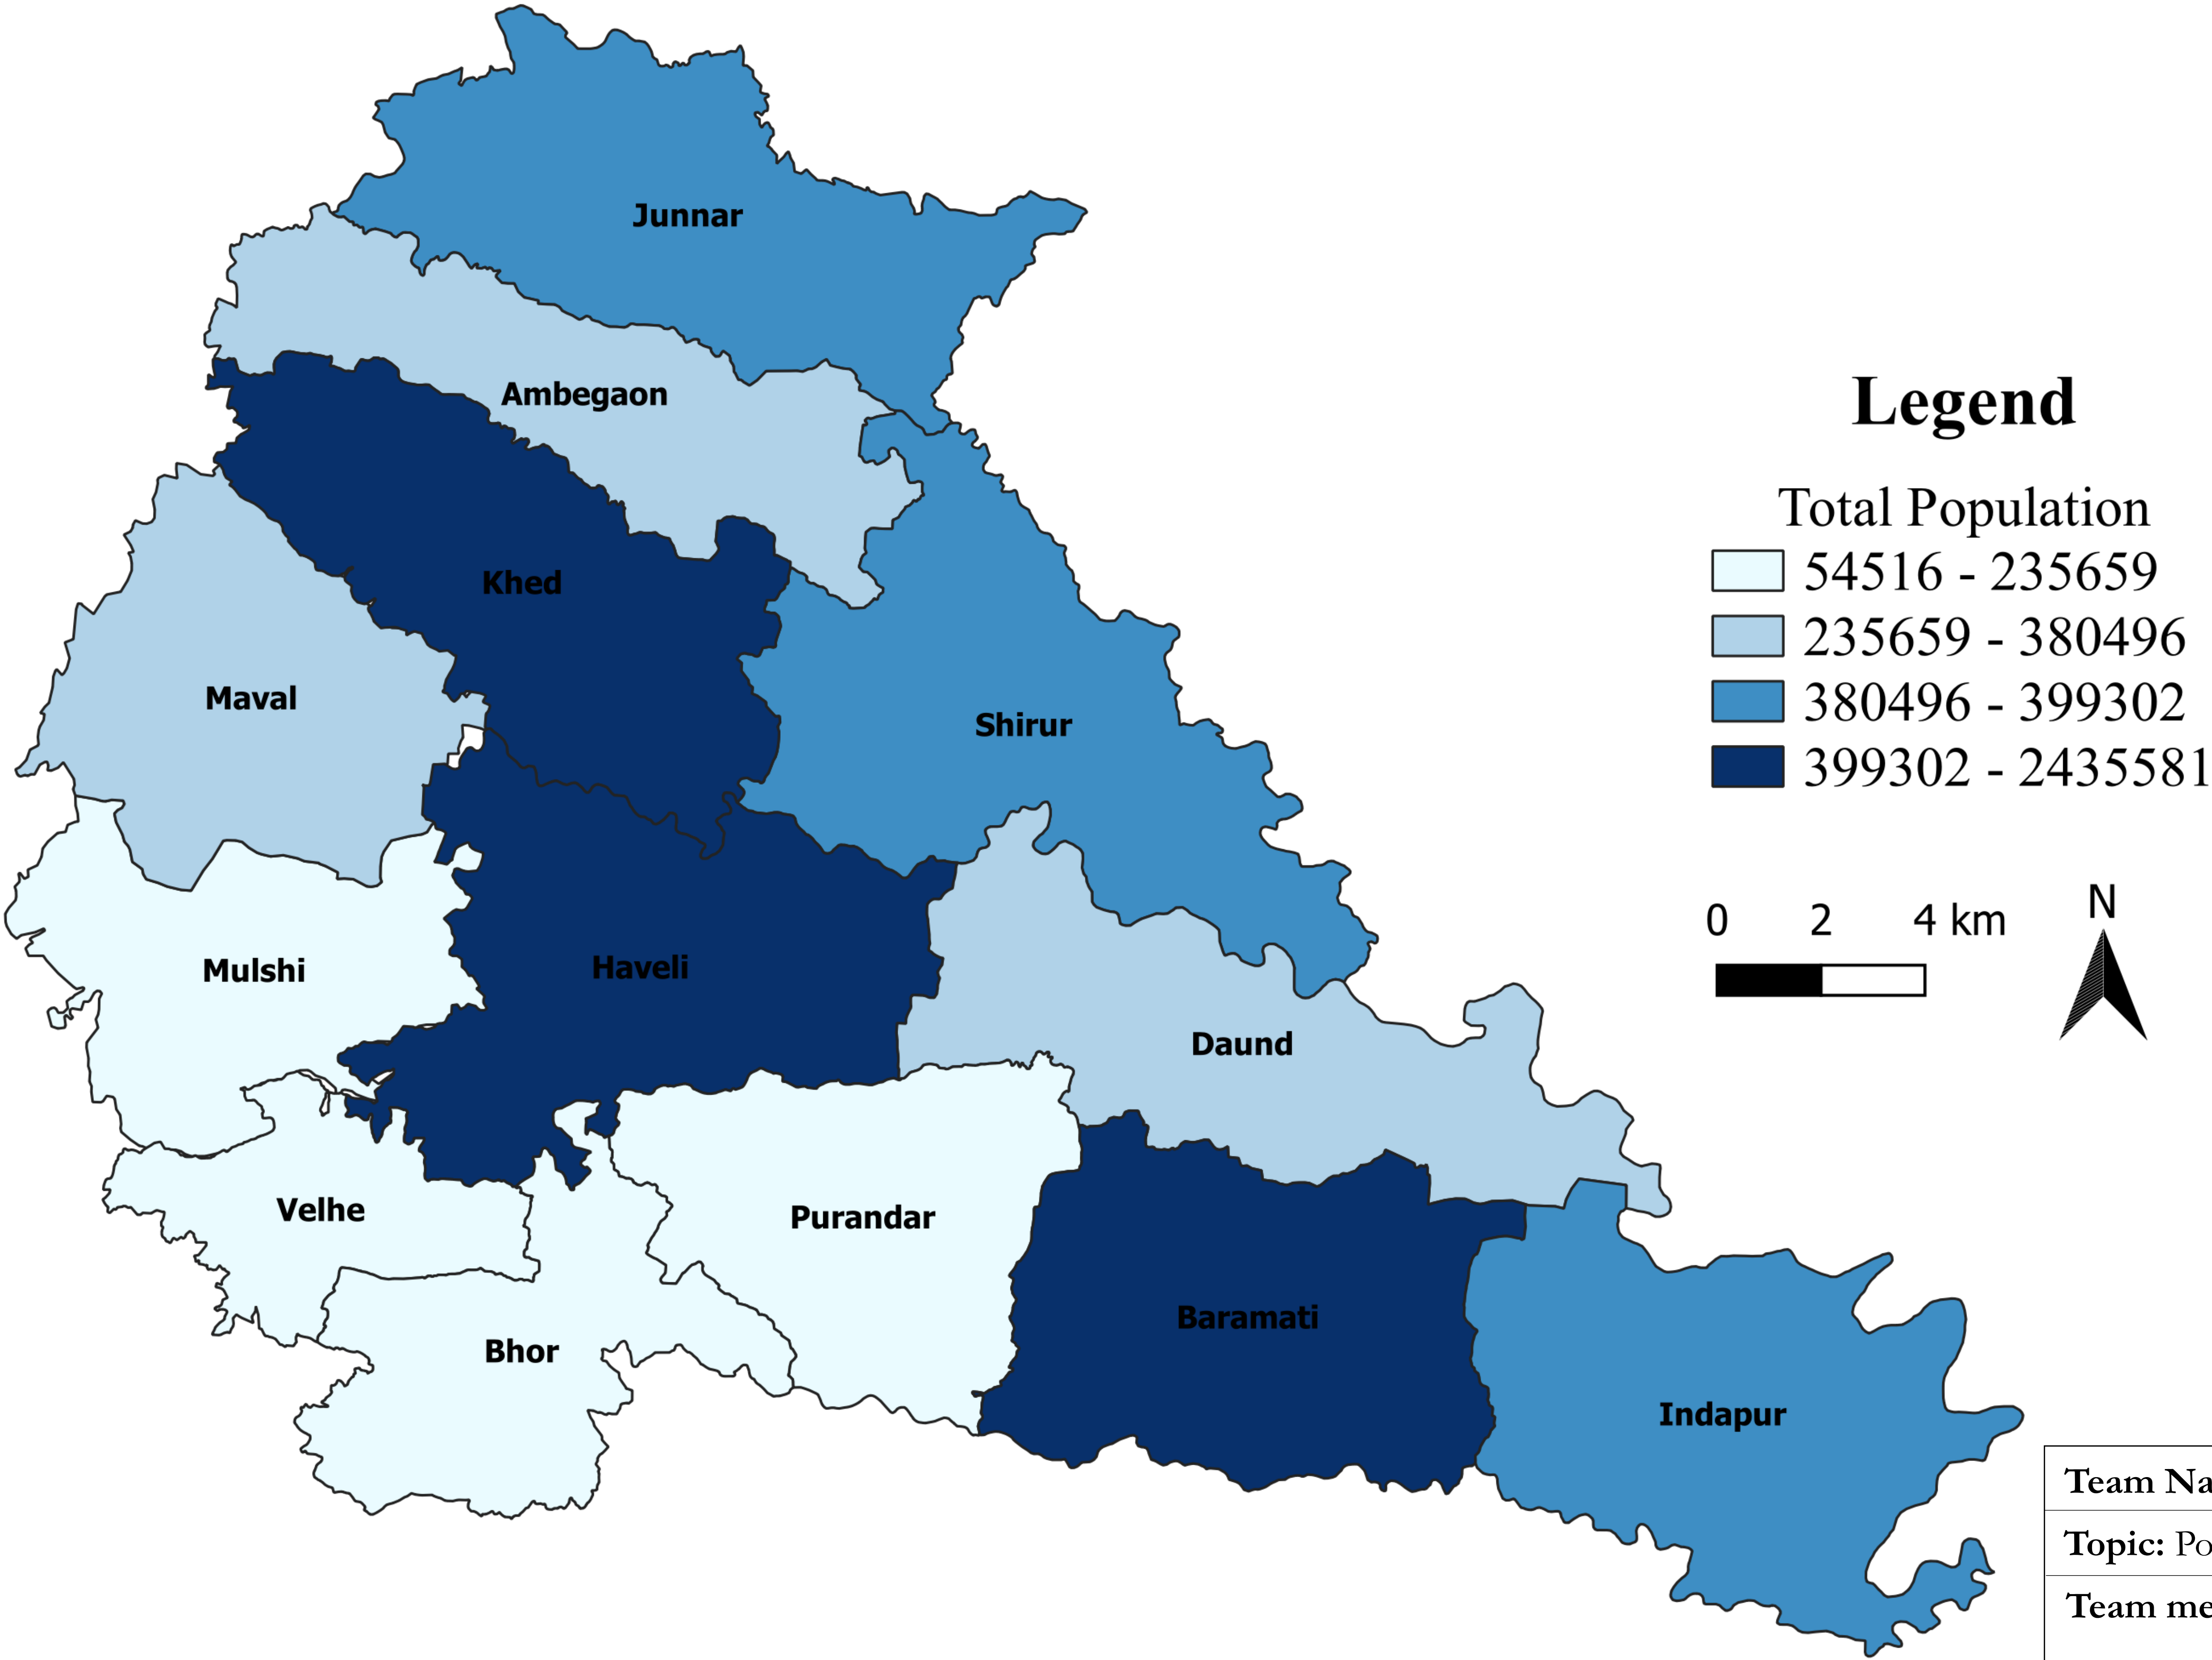 Junnar
Ambegaon
Khed
Maval
Shirur
Mulshi
Haveli
Daund
Velhe
Purandar
Bhor
Baramati
Indapur
Legend
Total Population
54516 - 235659
235659 - 380496
380496 - 399302
399302 - 2435581
0 2 4 km
N
Team Na
Topic: Po
Team me